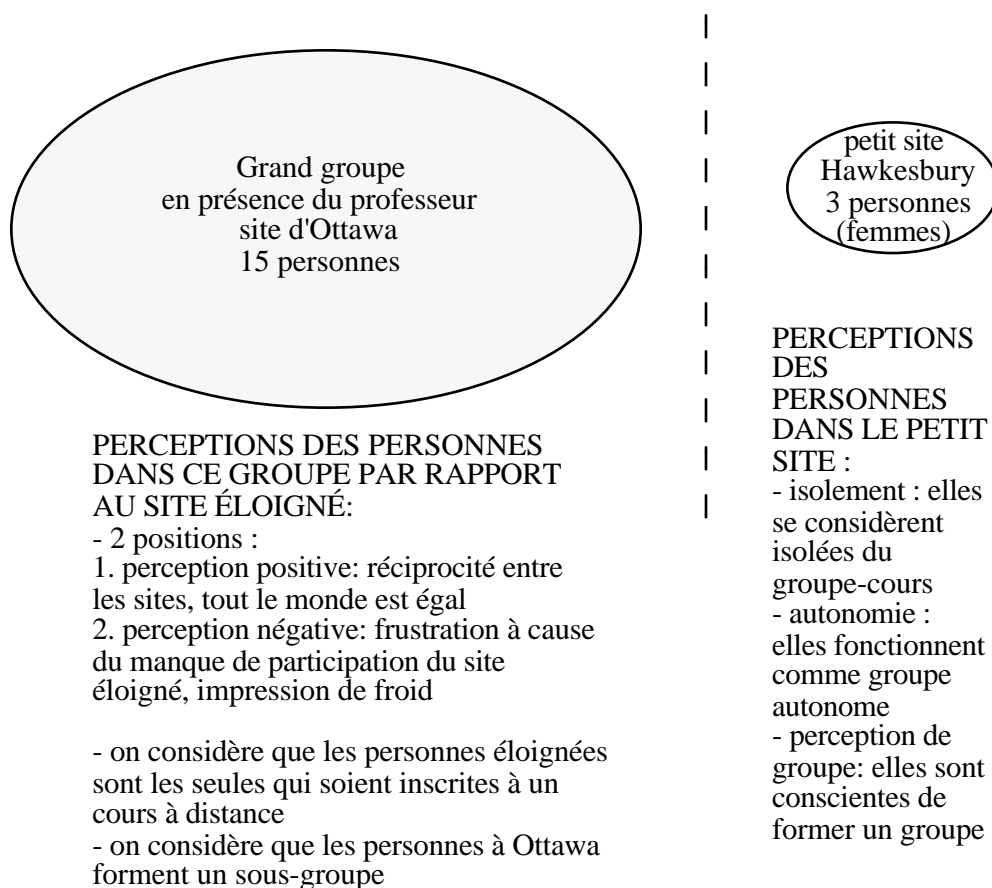 Grand groupe
en présence du professeur
site d'Ottawa
15 personnes
PERCEPTIONS DES PERSONNES
DANS CE GROUPE PAR RAPPORT
AU SITE ÉLOIGNÉ:
- 2 positions :
1. perception positive: réciprocité entre
les sites, tout le monde est égal
2. perception négative: frustration à cause
du manque de participation du site
éloigné, impression de froid
- on considère que les personnes éloignées
sont les seules qui soient inscrites à un
cours à distance
- on considère que les personnes à Ottawa
forment un sous-groupe
petit site
Hawkesbury
3 personnes
(femmes)
PERCEPTIONS
DES
PERSONNES
DANS LE PETIT
SITE :
- isolement : elles
se considèrent
isolées du
groupe-cours
- autonomie :
elles fonctionnent
comme groupe
autonome
- perception de
groupe: elles sont
conscientes de
former un groupe